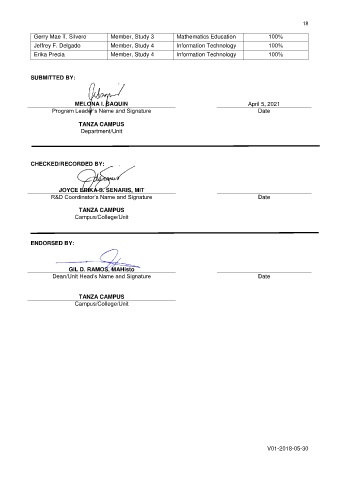 18
Gerry Mae T. Silvero Member, Study 3 Mathematics Education 100%
Jeffrey F. Delgado Member, Study 4 Information Technology 100%
Erika Precia Member, Study 4 Information Technology 100%
SUBMITTED BY:
MELONA I. SAQUIN April 5, 2021
Program Leader's Name and Signature Date
TANZA CAMPUS
Department/Unit
CHECKED/RECORDED BY:
JOYCE ERIKA S. SENARIS, MIT
R&D Coordinator's Name and Signature Date
TANZA CAMPUS
Campus/College/Unit
ENDORSED BY:
GIL D. RAMOS, MAHisto
Dean/Unit Head's Name and Signature Date
TANZA CAMPUS
Campus/College/Unit
V01-2018-05-30